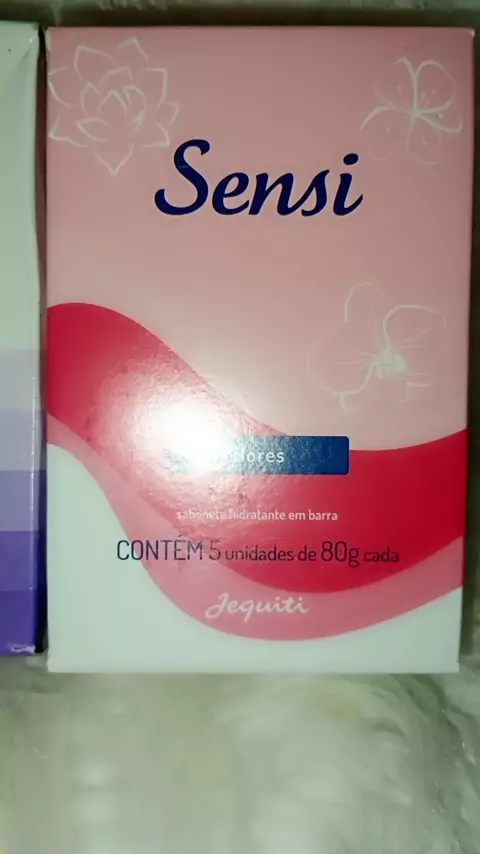 Sensi
flores
sabonete hidratante em barra
CONTÉM 5 unidades de 80g cada
Jequiti